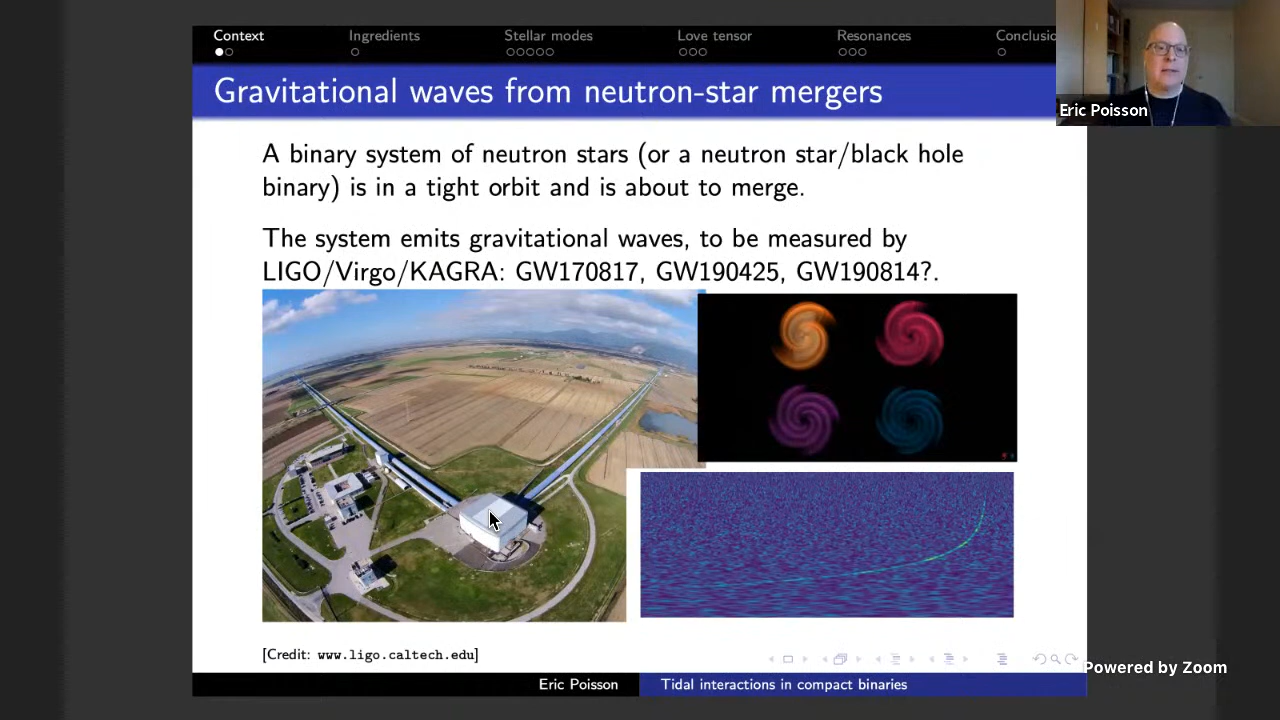 Context Ingredients Stellar modes Love tensor Resonances Conclusio
Gravitational waves from neutron-star mergers
Eric Poisson
A binary system of neutron stars (or a neutron star/black hole
binary) is in a tight orbit and is about to merge.
The system emits gravitational waves, to be measured by
LIGO/Virgo/KAGRA: GW170817, GW190425, GW190814?.
[Credit: www.ligo.caltech.edu]
Powered by Zoom
Eric Poisson Tidal interactions in compact binaries